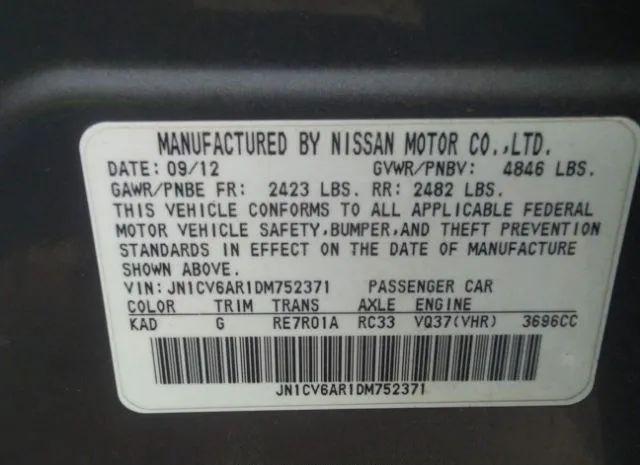 MANUFACTURED BY NISSAN MOTOR CO.,LTD.
DATE: 09/12 GVWR/PNBV: 4846 LBS.
GAWR/PNBE FR: 2423 LBS. RR: 2482 LBS.
THIS VEHICLE CONFORMS TO ALL APPLICABLE FEDERAL
MOTOR VEHICLE SAFETY,BUMPER,AND THEFT PREVENTION
STANDARDS IN EFFECT ON THE DATE OF MANUFACTURE
SHOWN ABOVE.
VIN: JN1CV6AR1DM752371 PASSENGER CAR
COLOR TRIM TRANS AXLE ENGINE
KAD G RE7R01A RC33 VQ37(VHR) 3696CC
JN1CV6AR1DM752371